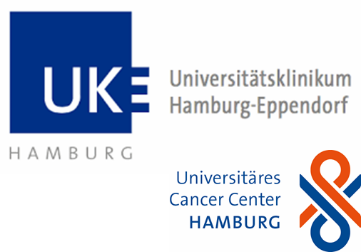 UKE
HAMBURG
Universitätsklinikum
Hamburg-Eppendorf
Universitäres
Cancer Center
HAMBURG